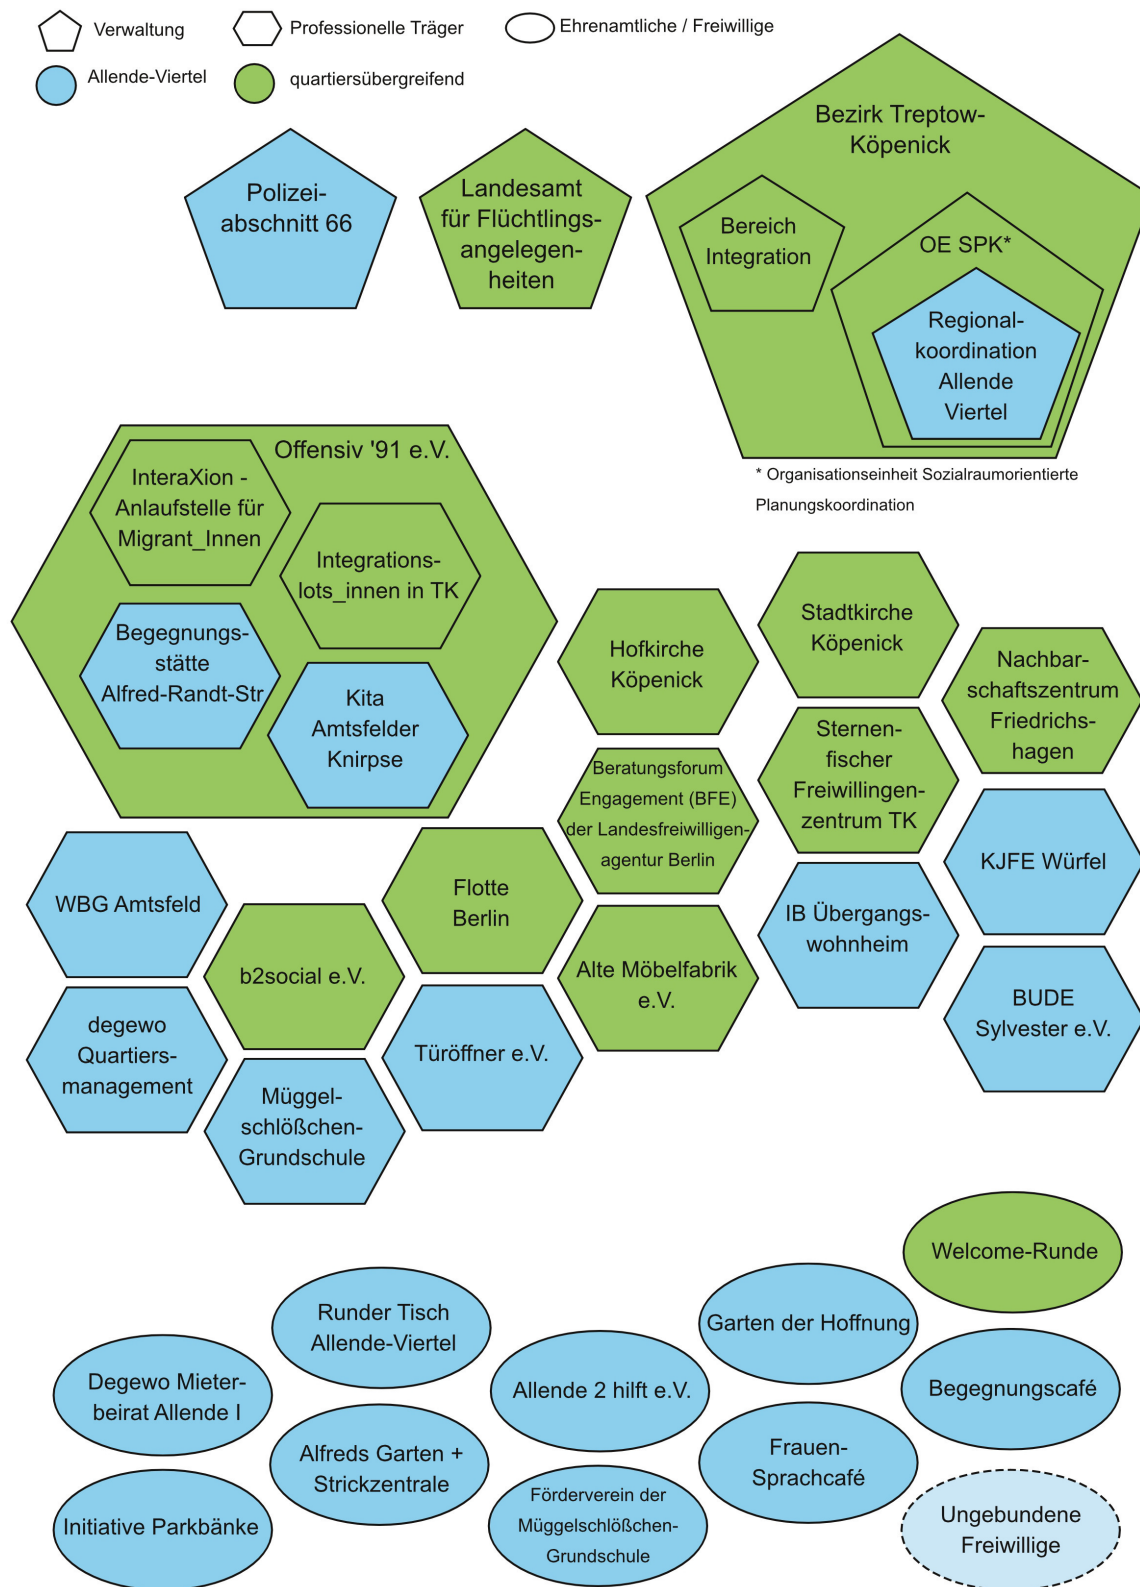 Verwaltung
Professionelle Träger
Ehrenamtliche / Freiwillige
Allende-Viertel
quartiersübergreifend
Polizei-
abschnitt 66
Landesamt
für Flüchtlings-
angelegen-
heiten
Bezirk Treptow-
Köpenick
Bereich
Integration
OE SPK*
Regional-
koordination
Allende
Viertel
* Organisationseinheit Sozialraumorientierte
Planungskoordination
Offensiv '91 e.V.
InteraXion -
Anlaufstelle für
Migrant_Innen
Integrations-
lots_innen in TK
Begegnungs-
stätte
Alfred-Randt-Str
Kita
Amtsfelder
Knirpse
Hofkirche
Köpenick
Stadtkirche
Köpenick
Nachbar-
schaftszentrum
Friedrichs-
hagen
Beratungsforum
Engagement (BFE)
der Landesfreiwilligen-
agentur Berlin
Sternen-
fischer
Freiwillingen-
zentrum TK
KJFE Würfel
WBG Amtsfeld
b2social e.V.
Flotte
Berlin
Alte Möbelfabrik
e.V.
IB Übergangs-
wohnheim
BUDE
Sylvester e.V.
degewo
Quartiers-
management
Müggel-
schlößchen-
Grundschule
Türöffner e.V.
Welcome-Runde
Runder Tisch
Allende-Viertel
Garten der Hoffnung
Degewo Mieter-
beirat Allende I
Allende 2 hilft e.V.
Begegnungscafé
Alfreds Garten +
Strickzentrale
Frauen-
Sprachcafé
Initiative Parkbänke
Förderverein der
Müggelschlößchen-
Grundschule
Ungebundene
Freiwillige